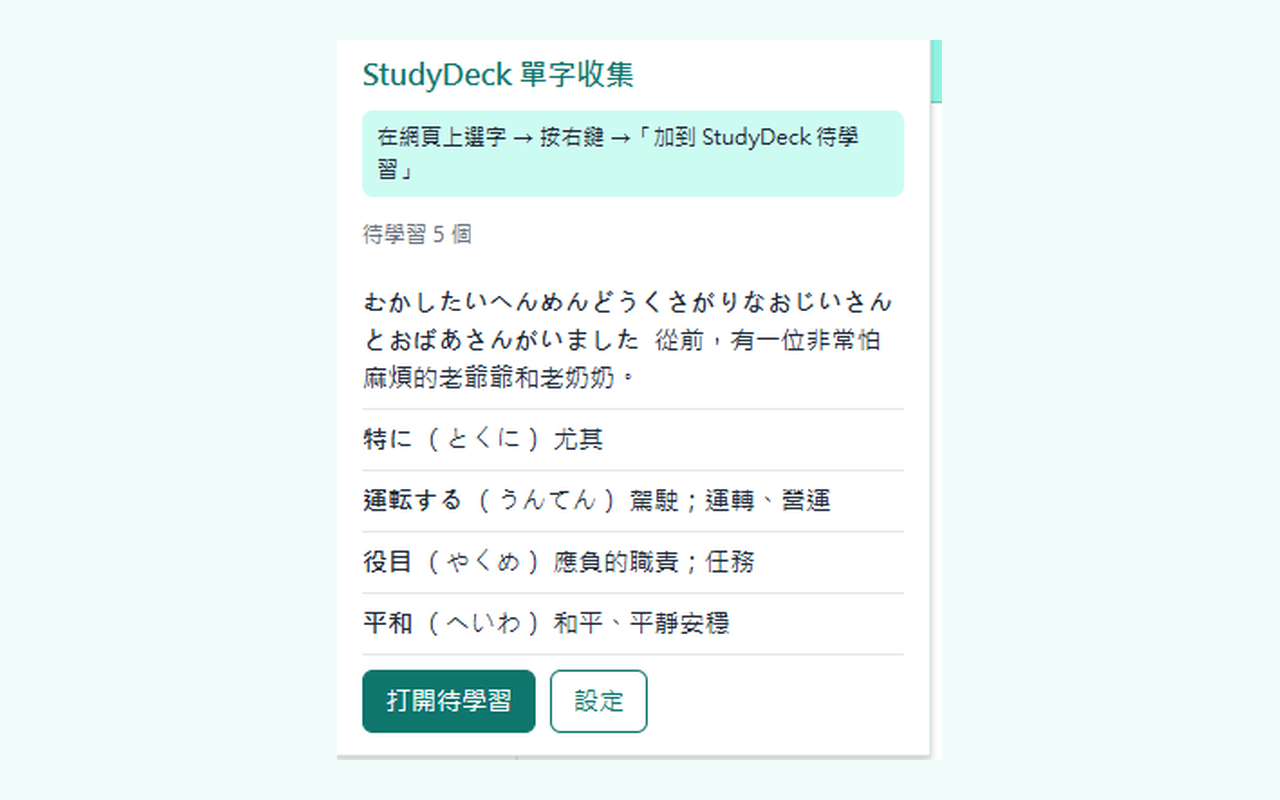 StudyDeck 單字收集
在網頁上選字 → 按右鍵 →「加到 StudyDeck 待學
習」
待學習 5 個
むかしたいへんめんどうくさがりなおじいさん
とおばあさんがいました 從前，有一位非常怕
麻煩的老爺爺和老奶奶。
特に（とくに）尤其
運転する（うんてん）駕駛；運轉、營運
役目（やくめ）應負的職責；任務
平和（へいわ）和平、平靜安穩
打開待學習 設定